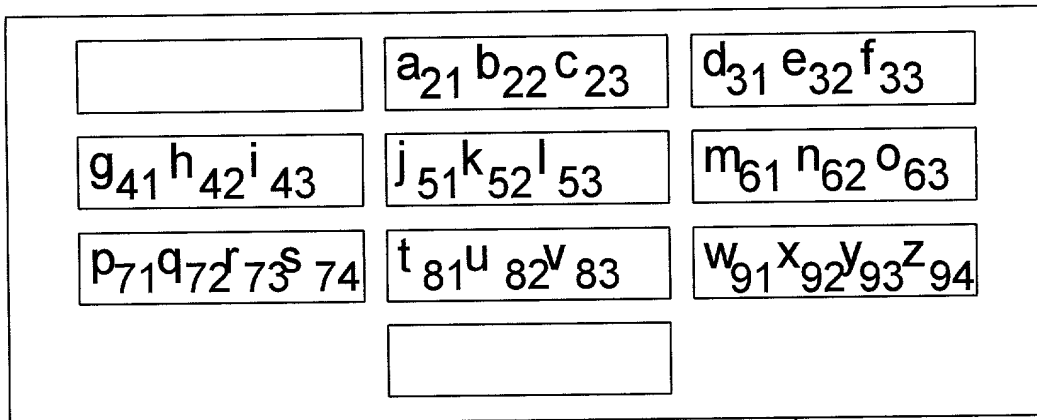 a21 b22 c23 d31 e32 f33
g41 h42 i43 j51 k52 l53 m61 n62 o63
p71 q72 r73 s74 t81 u82 v83 w91 x92 y93 z94